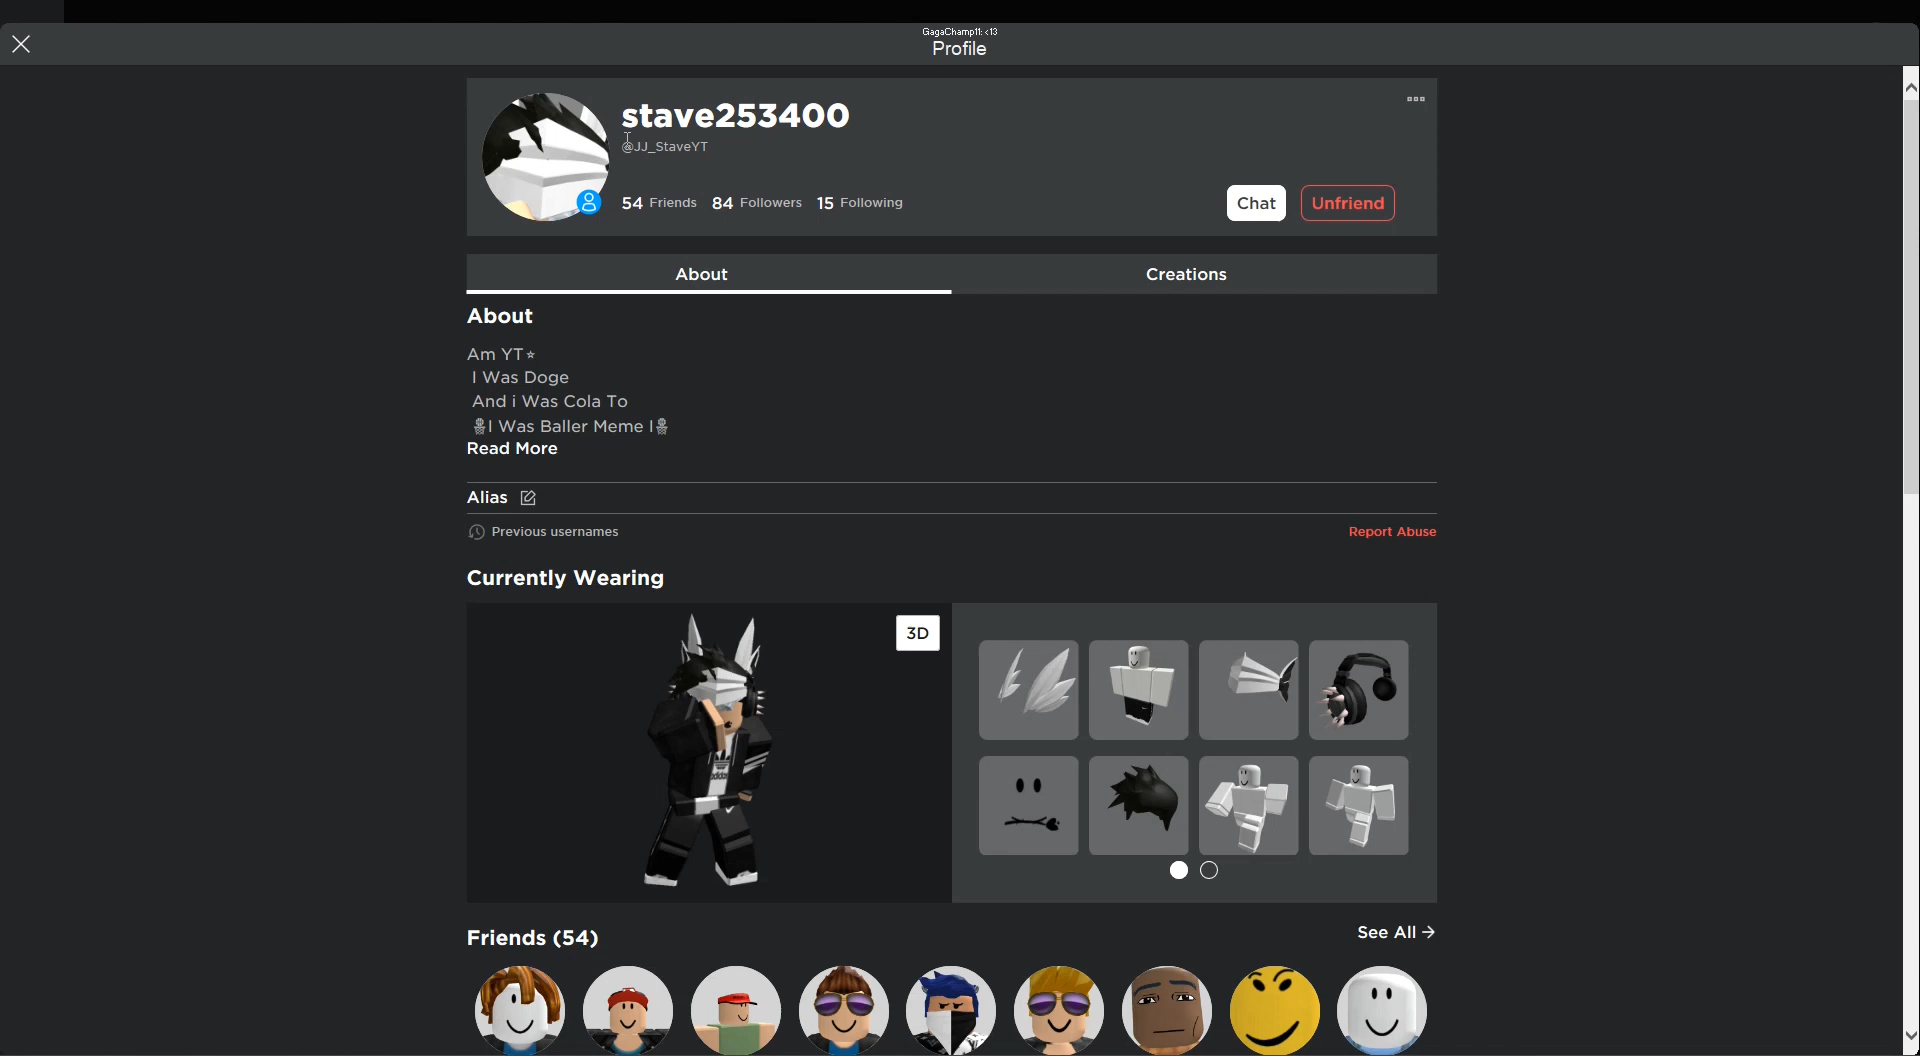 GagaChamp11: <13
Profile
stave253400
@JJ_StaveYT
54 Friends 84 Followers 15 Following
Chat
Unfriend
About
Creations
About
Am YT⭐
I Was Doge
And i Was Cola To
I Was Baller Meme I
Read More
Alias
Previous usernames
Report Abuse
Currently Wearing
3D
Friends (54)
See All →